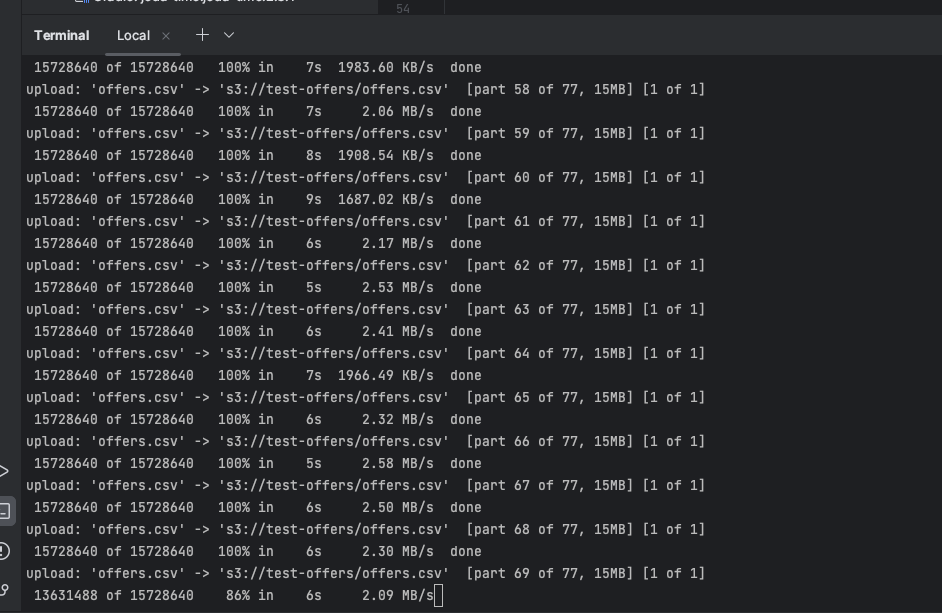 54
Terminal Local × +
15728640 of 15728640 100% in 7s 1983.60 KB/s done
upload: 'offers.csv' -> 's3://test-offers/offers.csv' [part 58 of 77, 15MB] [1 of 1]
15728640 of 15728640 100% in 7s 2.06 MB/s done
upload: 'offers.csv' -> 's3://test-offers/offers.csv' [part 59 of 77, 15MB] [1 of 1]
15728640 of 15728640 100% in 8s 1908.54 KB/s done
upload: 'offers.csv' -> 's3://test-offers/offers.csv' [part 60 of 77, 15MB] [1 of 1]
15728640 of 15728640 100% in 9s 1687.02 KB/s done
upload: 'offers.csv' -> 's3://test-offers/offers.csv' [part 61 of 77, 15MB] [1 of 1]
15728640 of 15728640 100% in 6s 2.17 MB/s done
upload: 'offers.csv' -> 's3://test-offers/offers.csv' [part 62 of 77, 15MB] [1 of 1]
15728640 of 15728640 100% in 5s 2.53 MB/s done
upload: 'offers.csv' -> 's3://test-offers/offers.csv' [part 63 of 77, 15MB] [1 of 1]
15728640 of 15728640 100% in 6s 2.41 MB/s done
upload: 'offers.csv' -> 's3://test-offers/offers.csv' [part 64 of 77, 15MB] [1 of 1]
15728640 of 15728640 100% in 7s 1966.49 KB/s done
upload: 'offers.csv' -> 's3://test-offers/offers.csv' [part 65 of 77, 15MB] [1 of 1]
15728640 of 15728640 100% in 6s 2.32 MB/s done
upload: 'offers.csv' -> 's3://test-offers/offers.csv' [part 66 of 77, 15MB] [1 of 1]
15728640 of 15728640 100% in 5s 2.58 MB/s done
upload: 'offers.csv' -> 's3://test-offers/offers.csv' [part 67 of 77, 15MB] [1 of 1]
15728640 of 15728640 100% in 6s 2.50 MB/s done
upload: 'offers.csv' -> 's3://test-offers/offers.csv' [part 68 of 77, 15MB] [1 of 1]
15728640 of 15728640 100% in 6s 2.30 MB/s done
upload: 'offers.csv' -> 's3://test-offers/offers.csv' [part 69 of 77, 15MB] [1 of 1]
13631488 of 15728640 86% in 6s 2.09 MB/s